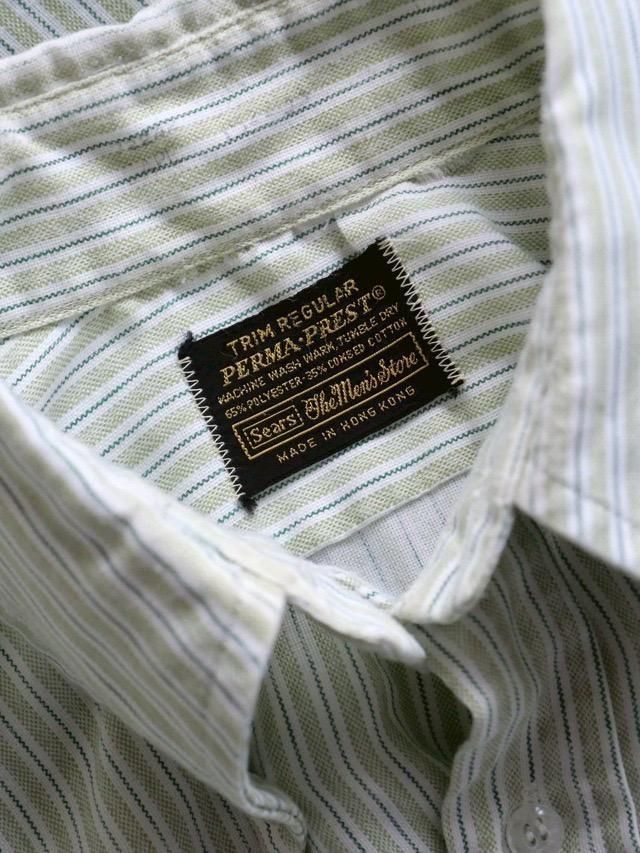 TRIM REGULAR
PERMA·PREST®
MACHINE WASH WARM, TUMBLE DRY
65% POLYESTER·35% COMBED COTTON
Sears The Men's Store
MADE IN HONG KONG